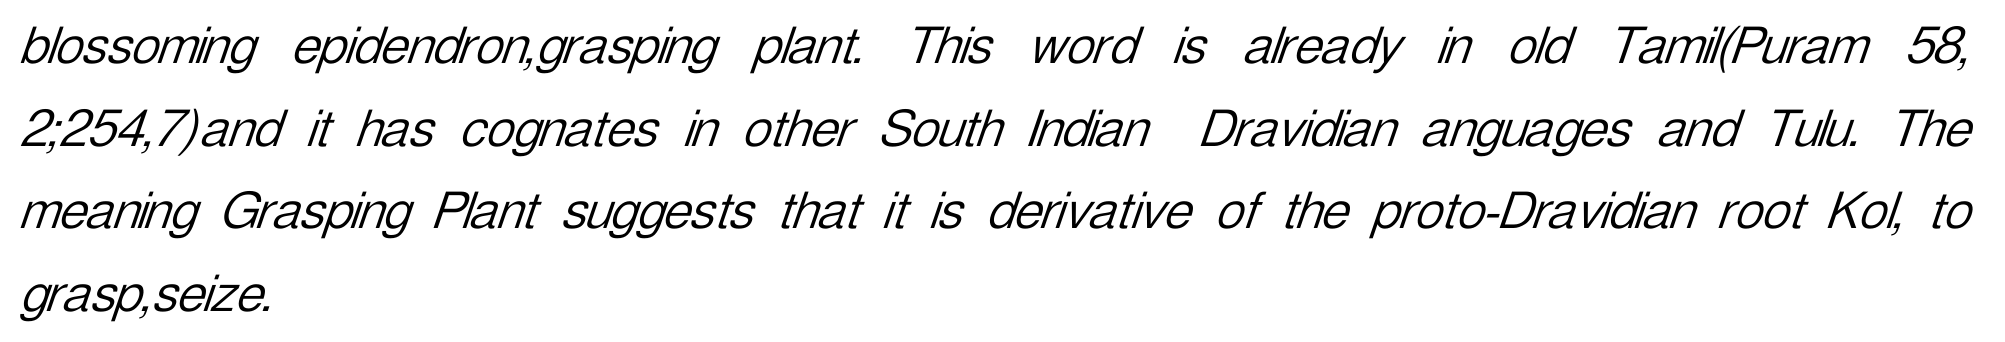 blossoming epidendron,grasping plant. This word is already in old Tamil(Puram 58,
2;254,7)and it has cognates in other South Indian Dravidian anguages and Tulu. The
meaning Grasping Plant suggests that it is derivative of the proto-Dravidian root Kol, to
grasp,seize.